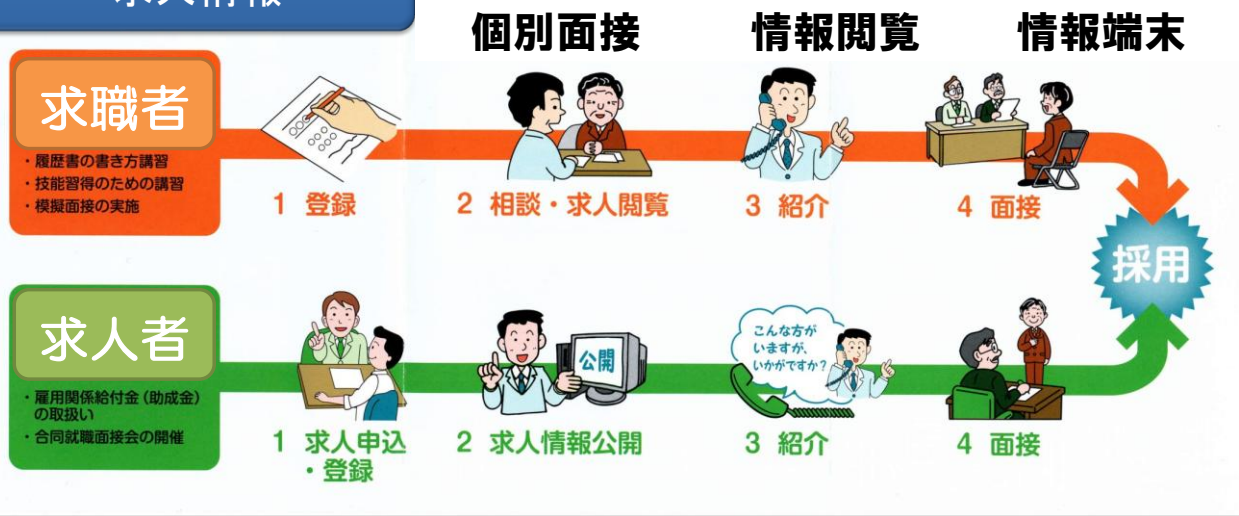 求人情報
個別面接
情報閲覧
情報端末
求職者
・履歴書の書き方講習
・技能習得のための講習
・模擬面接の実施
1 登録
2 相談・求人閲覧
3 紹介
4 面接
採用
求人者
・雇用関係給付金（助成金）
の取扱い
・合同就職面接会の開催
公開
こんな方が
いますが、
いかがですか?
1 求人申込
・登録
2 求人情報公開
3 紹介
4 面接